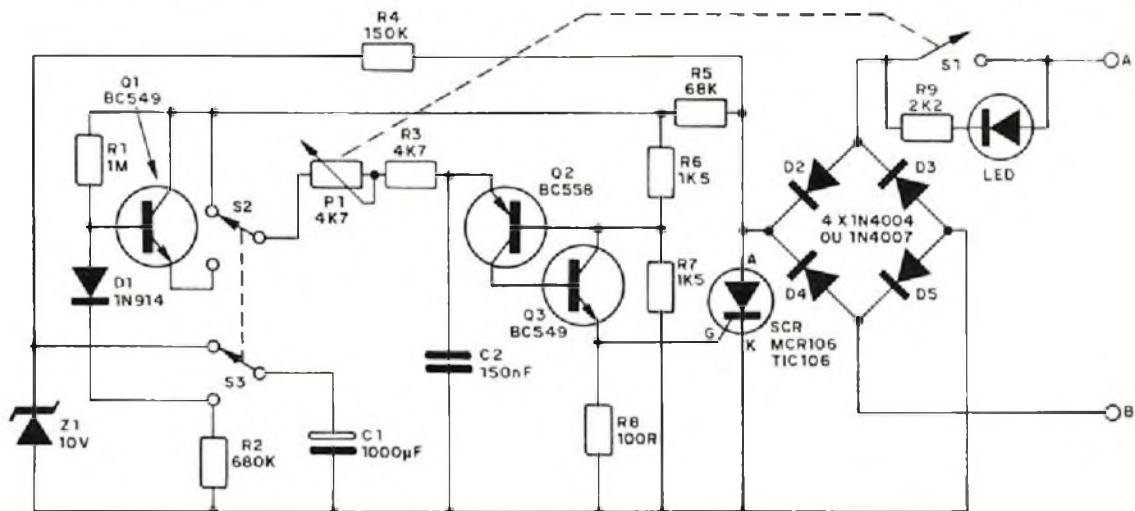 R4
150K
Q1
BC549
R5
68K
S1
A
R9
2K2
LED
R1
1M
R3
4K7
P1
4K7
Q2
BC558
R6
1K5
D2
D3
4 X 1N4004
OU 1N4007
S2
D1
1N914
Q3
BC549
R7
1K5
A
D4
D5
G
K
SCR
MCR106
TIC106
S3
C2
150nF
Z1
10V
R2
680K
C1
1000µF
R8
100R
B